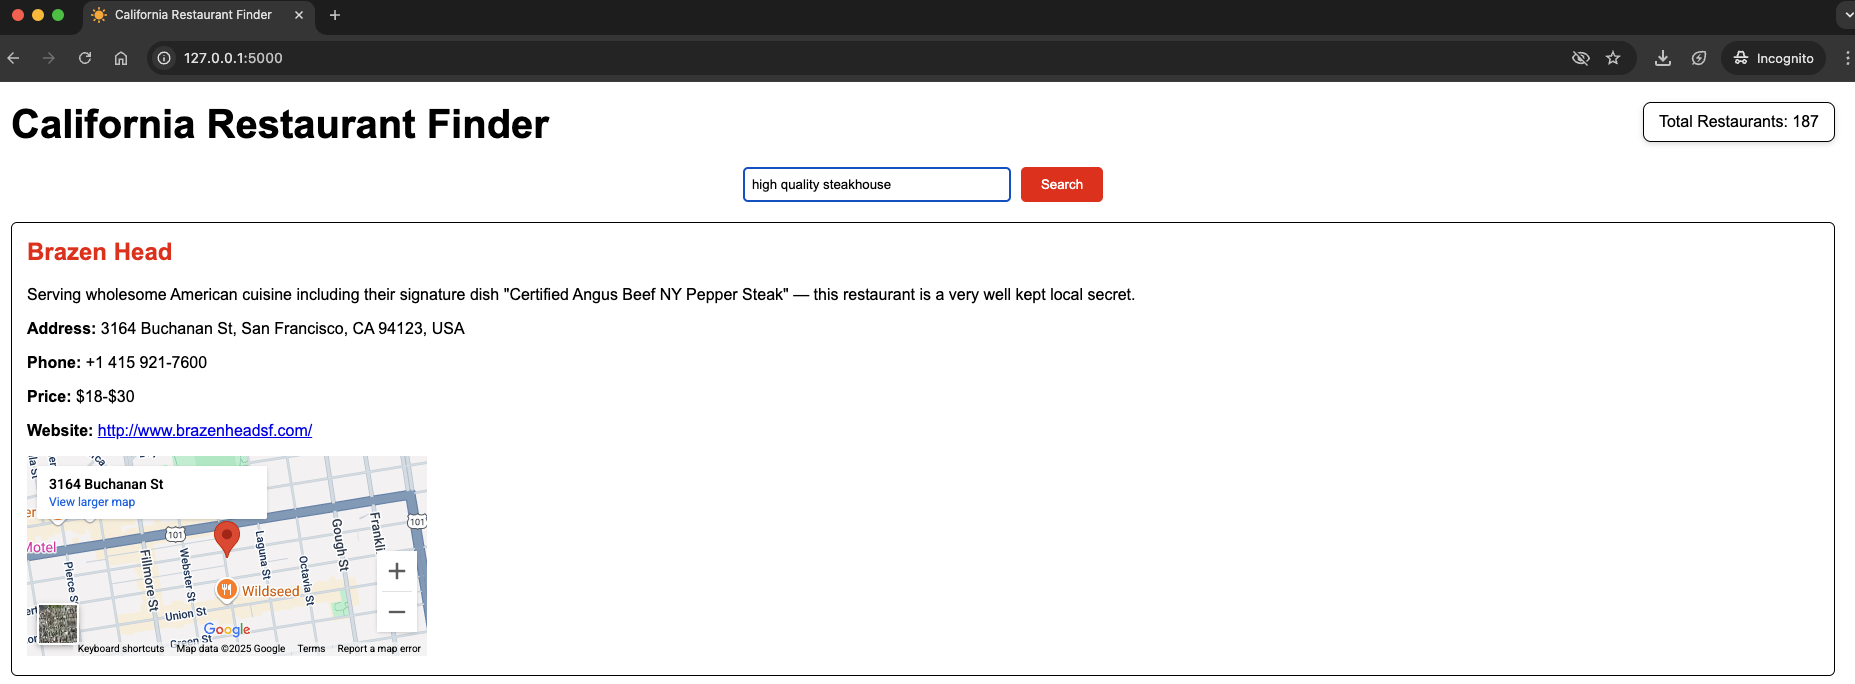 California Restaurant Finder
127.0.0.1:5000
Incognito
California Restaurant Finder
Total Restaurants: 187
high quality steakhouse
Search
Brazen Head
Serving wholesome American cuisine including their signature dish "Certified Angus Beef NY Pepper Steak" — this restaurant is a very well kept local secret.
Address: 3164 Buchanan St, San Francisco, CA 94123, USA
Phone: +1 415 921-7600
Price: $18-$30
Website: http://www.brazenheadsf.com/
3164 Buchanan St
View larger map
101
101
Motel
Pierce S
Fillmore St
Webster St
Laguna St
Octavia St
Gough St
Frankli
Wildseed
Union St
Google
Green St
Keyboard shortcuts
Map data ©2025 Google
Terms
Report a map error